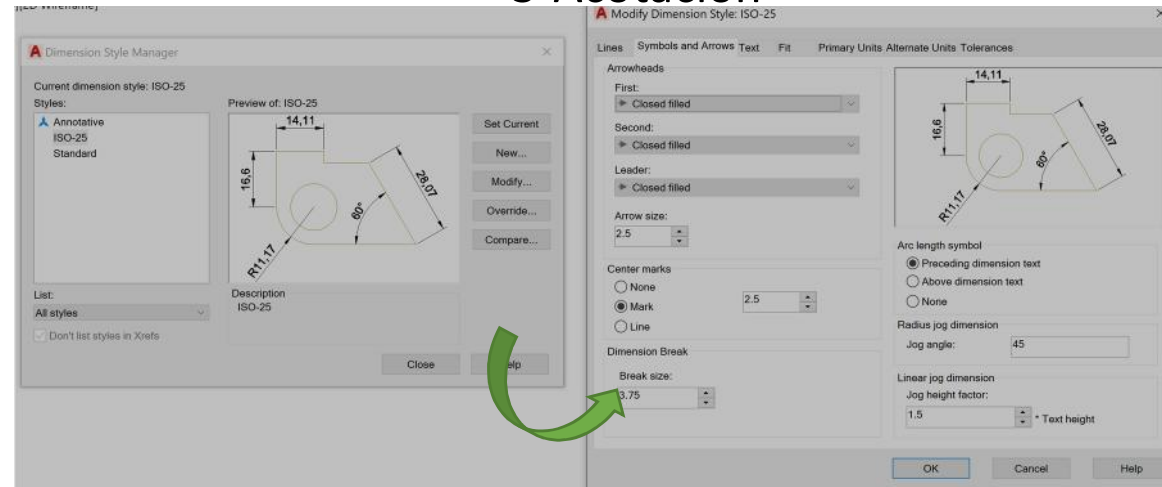 [2D Wireframe]
Dimension Style Manager
Current dimension style: ISO-25
Styles:
Annotative
ISO-25
Standard
Preview of: ISO-25
14,11
16,6
28,07
60°
R11,17
Set Current
New...
Modify...
Override...
Compare...
List:
All styles
Don't list styles in Xrefs
Description
ISO-25
Close
Modify Dimension Style: ISO-25
Lines Symbols and Arrows Text Fit Primary Units Alternate Units Tolerances
Arrowheads
First:
Closed filled
Second:
Closed filled
Leader:
Closed filled
Arrow size:
2.5
Center marks
None
Mark
2.5
Line
Dimension Break
Break size:
3.75
14,11
16,6
28,07
60°
R11,17
Arc length symbol
Preceding dimension text
Above dimension text
None
Radius jog dimension
Jog angle: 45
Linear jog dimension
Jog height factor:
1.5 * Text height
OK Cancel Help